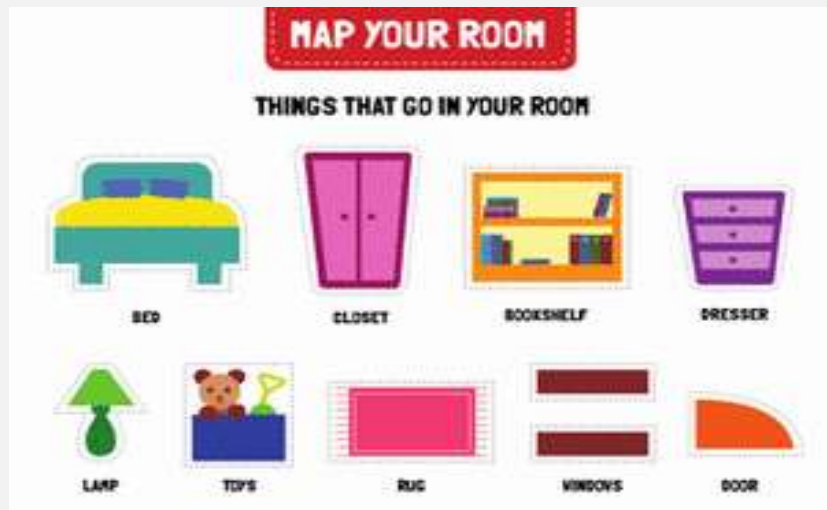 MAP YOUR ROOM
THINGS THAT GO IN YOUR ROOM
BED CLOSET BOOKSHELF DRESSER
LAMP TOYS RUG WINDOWS DOOR